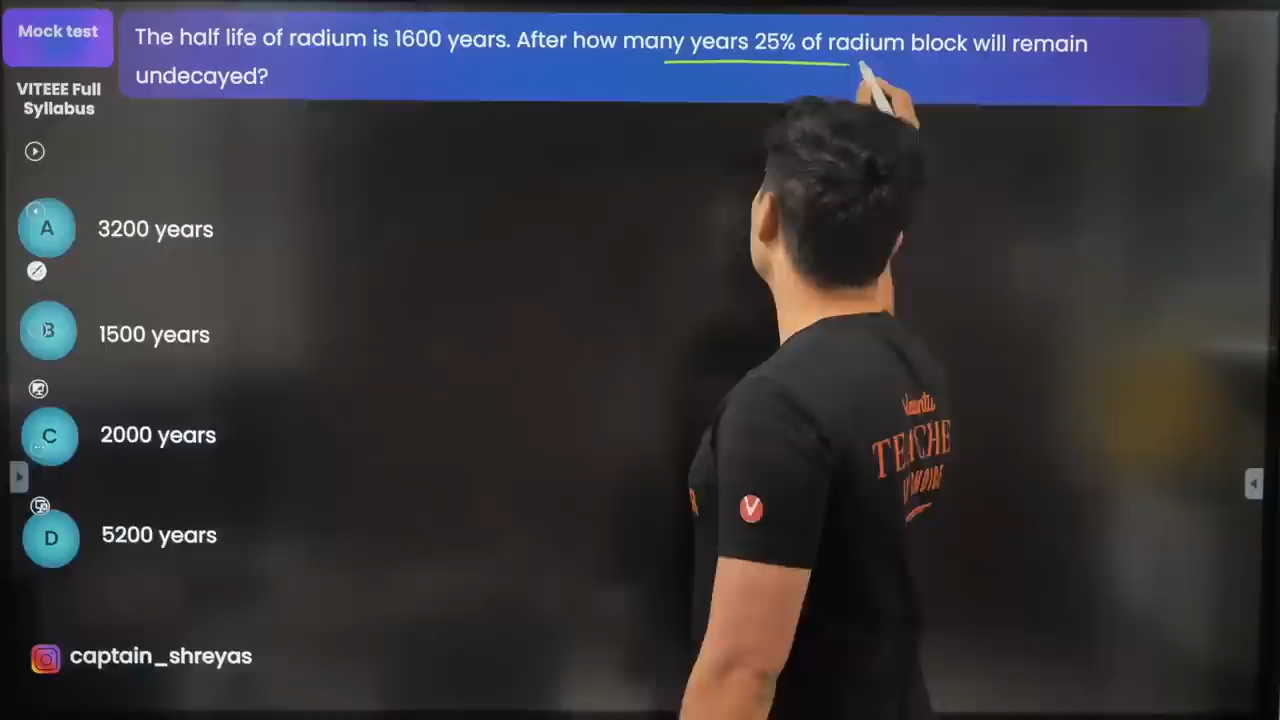 Mock test
The half life of radium is 1600 years. After how many years 25% of radium block will remain
undecayed?
VITEEE Full
Syllabus
A 3200 years
B 1500 years
C 2000 years
D 5200 years
captain_shreyas